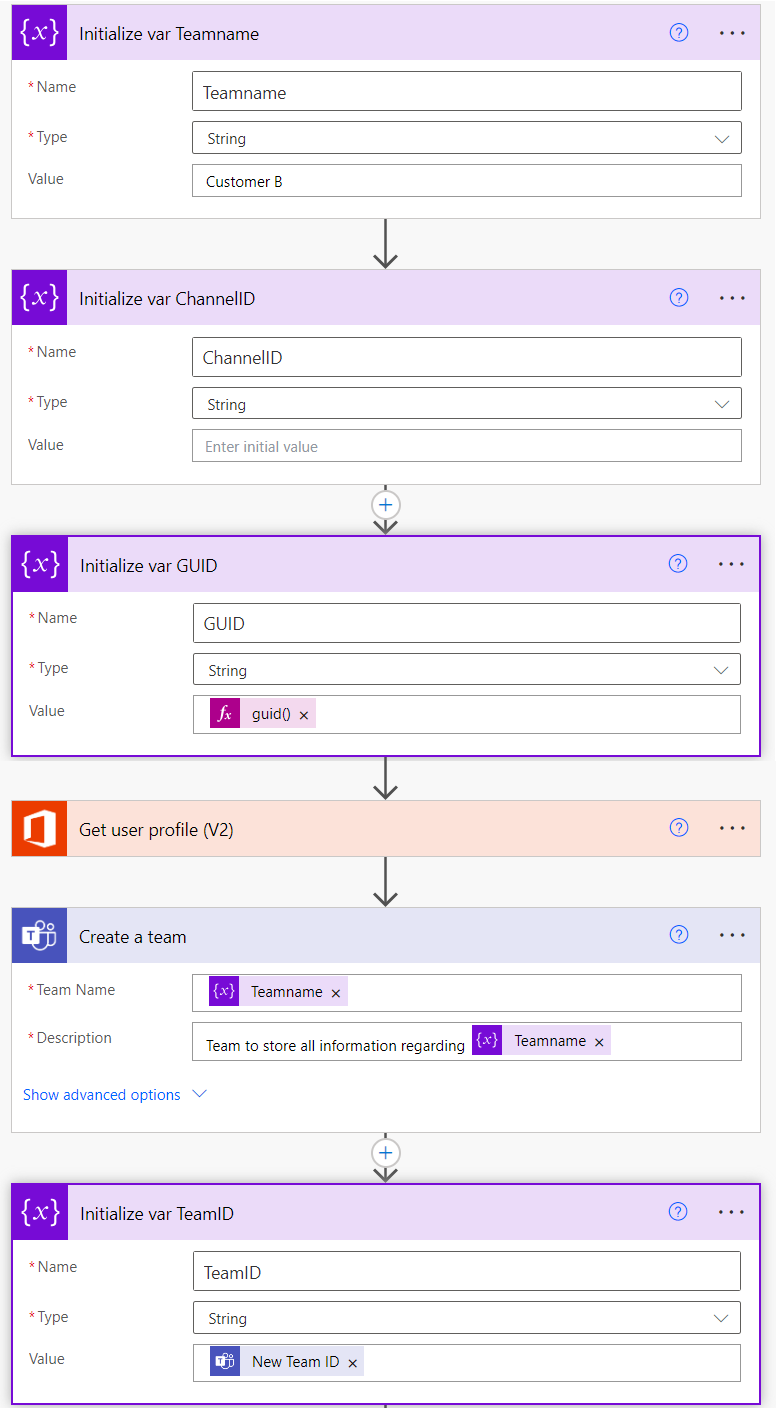 {x} Initialize var Teamname ? ...
* Name Teamname
* Type String
Value Customer B
{x} Initialize var ChannelID ? ...
* Name ChannelID
* Type String
Value Enter initial value
{x} Initialize var GUID ? ...
* Name GUID
* Type String
Value fx guid() ×
Get user profile (V2) ? ...
T Create a team ? ...
* Team Name {x} Teamname ×
* Description Team to store all information regarding {x} Teamname ×
Show advanced options
{x} Initialize var TeamID ? ...
* Name TeamID
* Type String
Value T New Team ID ×